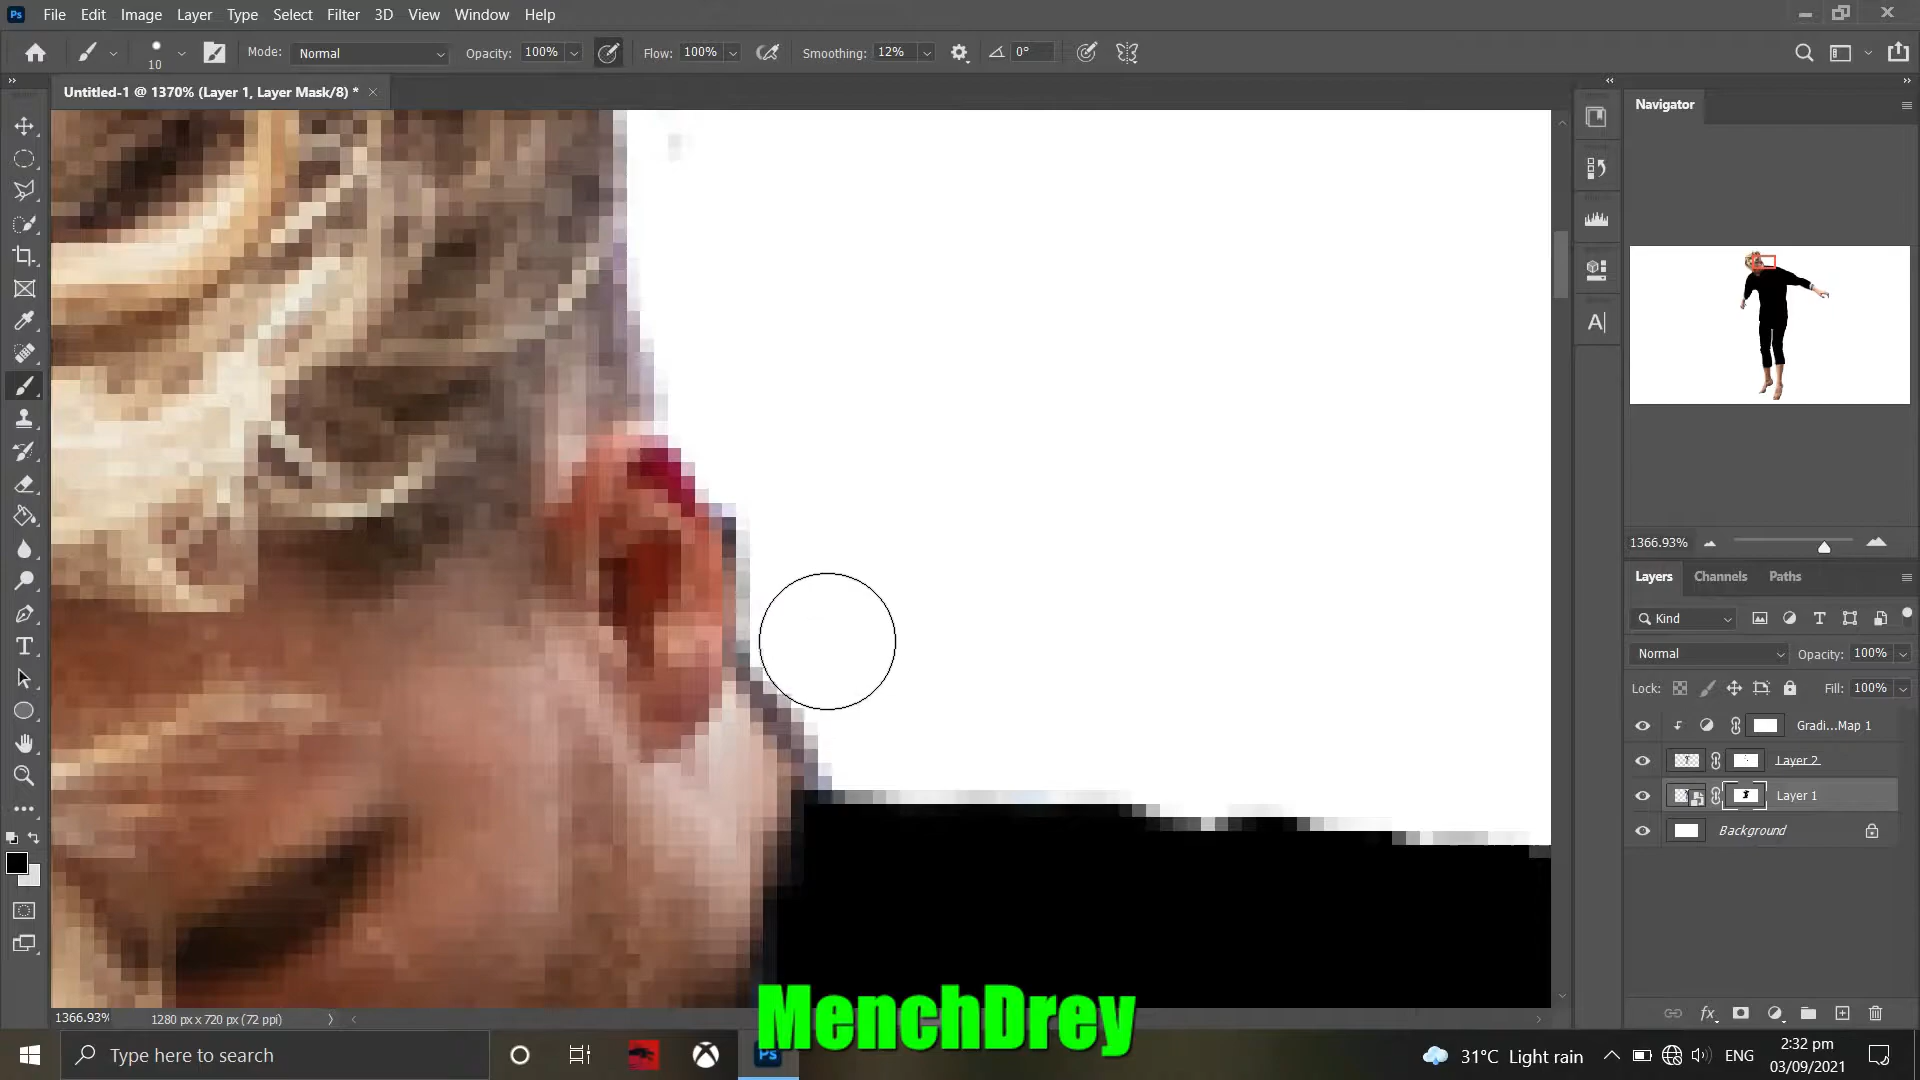 Ps File Edit Image Layer Type Select Filter 3D View Window Help
10 Mode: Normal Opacity: 100% Flow: 100% Smoothing: 12% 0°
Untitled-1 @ 1370% (Layer 1, Layer Mask/8) *
Navigator
1366.93%
Layers Channels Paths
Kind
Normal Opacity: 100%
Lock: Fill: 100%
Gradi...Map 1
Layer 2
Layer 1
Background
1366.93% 1280 px x 720 px (72 ppi)
MenchDrey
Type here to search
Ps
31°C Light rain ENG 2:32 pm
03/09/2021